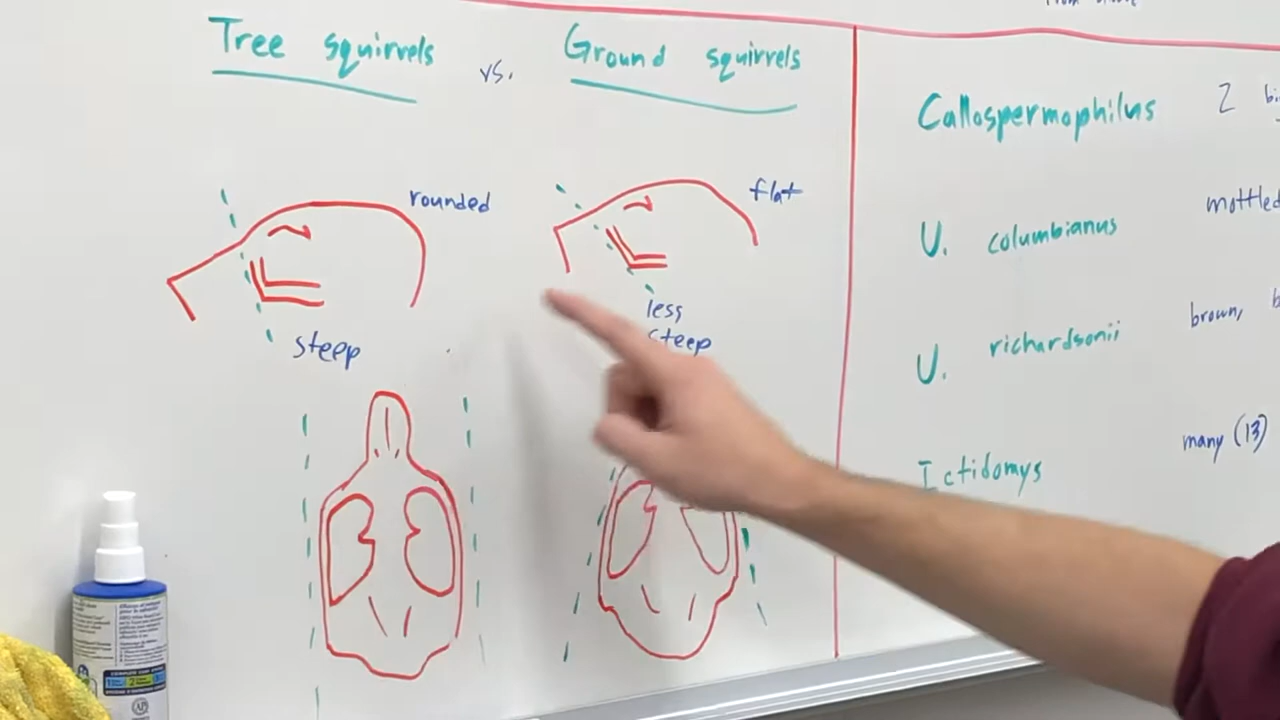 Tree squirrels vs. Ground squirrels
rounded
flat
steep
less
steep
Callospermophilus 2
U. columbianus mottled
U. richardsonii brown,
Ictidomys many (13)